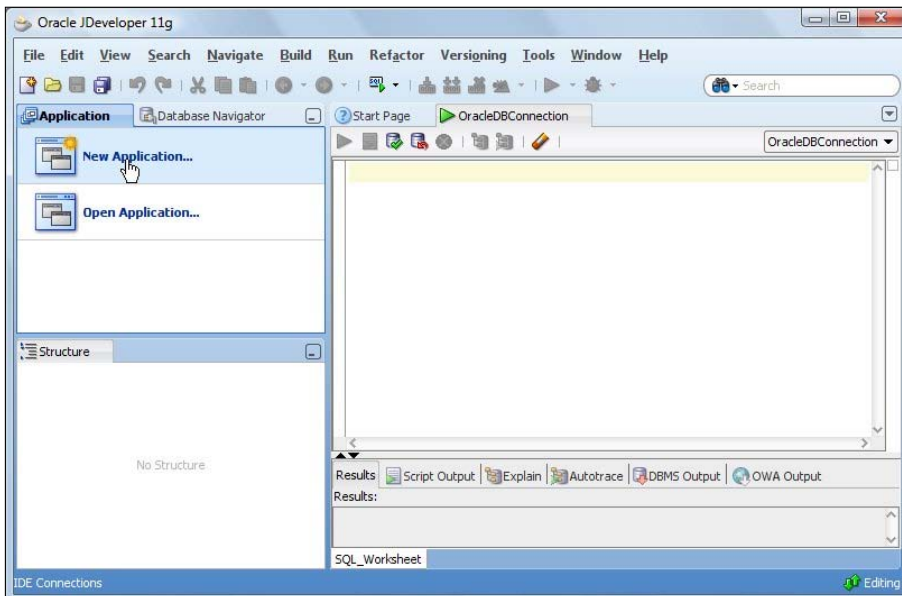 Oracle JDeveloper 11g
File Edit View Search Navigate Build Run Refactor Versioning Tools Window Help
Search
Application Database Navigator
Start Page OracleDBConnection
OracleDBConnection
New Application...
Open Application...
Structure
No Structure
Results Script Output Explain Autotrace DBMS Output OWA Output
Results:
SQL_Worksheet
IDE Connections
Editing